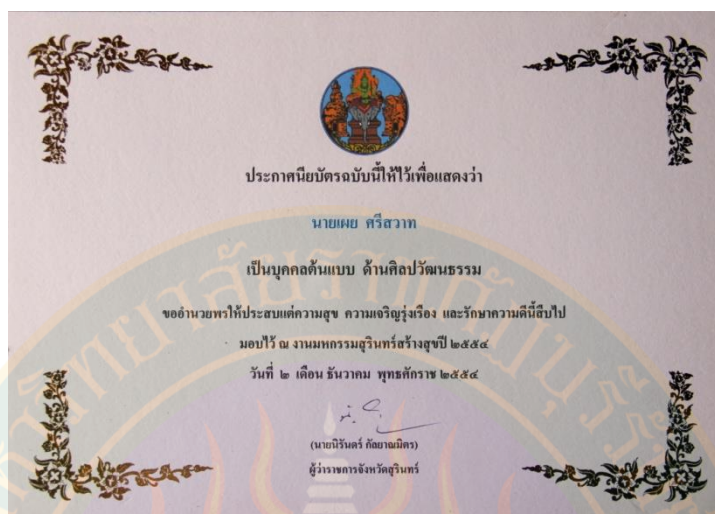 ประกาศนียบัตรฉบับนี้ให้ไว้เพื่อแสดงว่า
นายเผย ศรีสวาท
เป็นบุคคลต้นแบบ ด้านศิลปวัฒนธรรม
ขออำนวยพรให้ประสบแต่ความสุข ความเจริญรุ่งเรือง และรักษาความดีนี้สืบไป
มอบไว้ ณ งานมหกรรมสุรินทร์สร้างสุขปี ๒๕๕๔
วันที่ ๒ เดือน ธันวาคม พุทธศักราช ๒๕๕๔
(นายนิรันดร์ กัลยาณมิตร)
ผู้ว่าราชการจังหวัดสุรินทร์